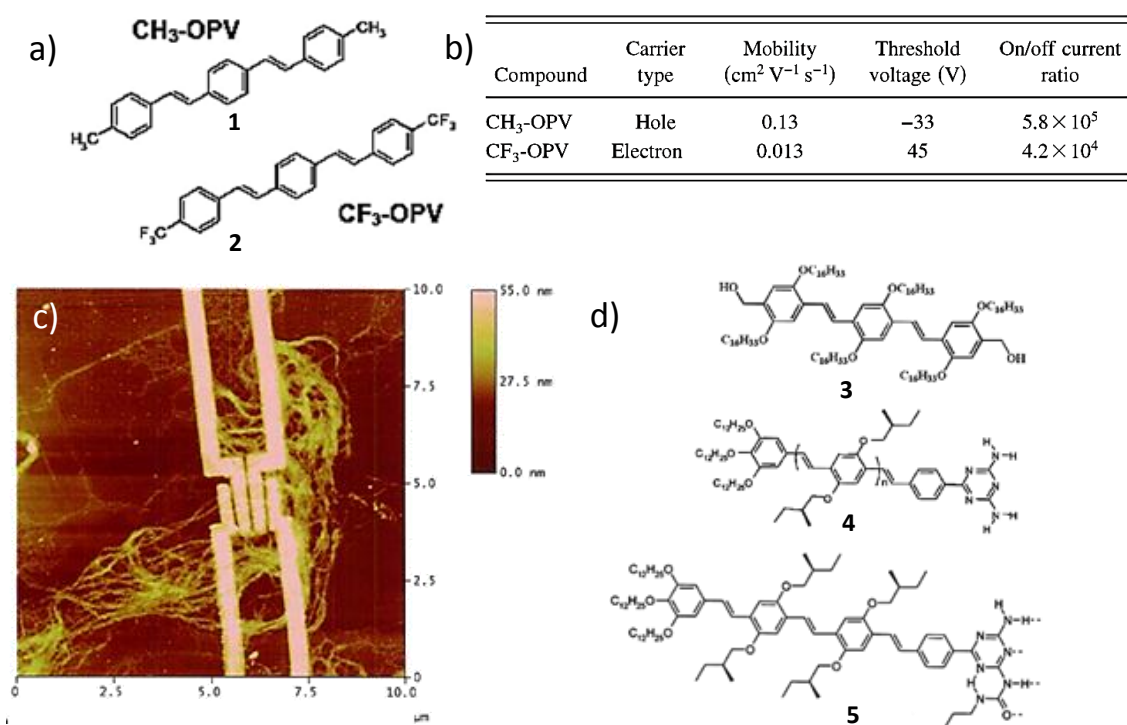 a)
CH₃-OPV
CH₃
H₃C
1
CF₃
F₃C
CF₃-OPV
2
b)
Compound Carrier type Mobility (cm² V⁻¹ s⁻¹) Threshold voltage (V) On/off current ratio
CH₃-OPV Hole 0.13 −33 5.8 × 10⁵
CF₃-OPV Electron 0.013 45 4.2 × 10⁴
c)
10.0
7.5
5.0
2.5
0
0 2.5 5.0 7.5 10.0
55.0 nm
27.5 nm
0.0 nm
d)
HO
OC₁₆H₃₃
OC₁₆H₃₃
OC₁₆H₃₃
C₁₆H₃₃O
C₁₆H₃₃O
C₁₆H₃₃O
OH
3
C₁₂H₂₅O
C₁₂H₂₅O
C₁₂H₂₅O
O
O
n
N
N
N
H
N-H
N-H
H
4
C₁₂H₂₅O
C₁₂H₂₅O
C₁₂H₂₅O
O
O
O
O
H
N-H--
N
N--
N
N-H--
H
N
O--
5